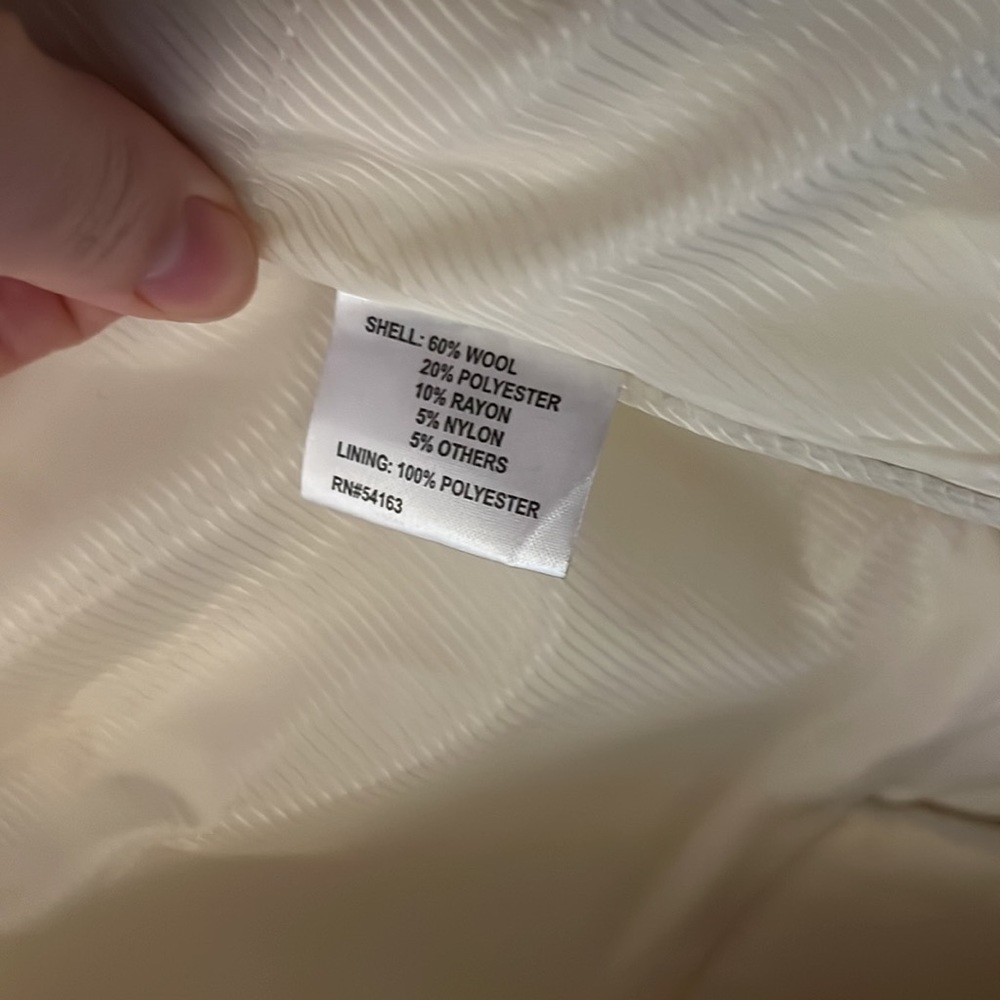 SHELL: 60% WOOL
20% POLYESTER
10% RAYON
5% NYLON
5% OTHERS
LINING: 100% POLYESTER
RN#54163